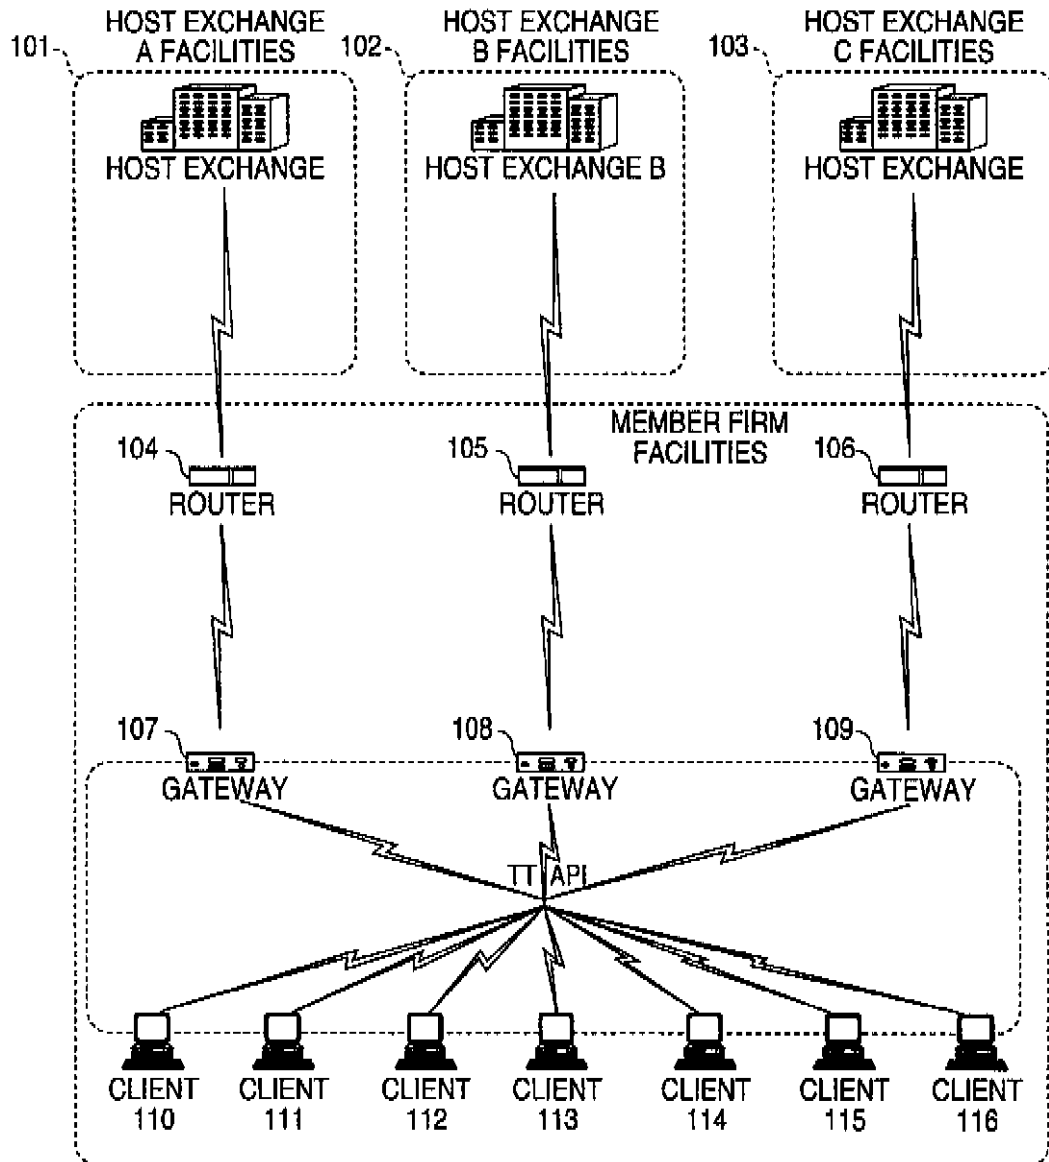 HOST EXCHANGE
A FACILITIES
HOST EXCHANGE
B FACILITIES
HOST EXCHANGE
C FACILITIES
101
102
103
HOST EXCHANGE
HOST EXCHANGE B
HOST EXCHANGE
MEMBER FIRM
FACILITIES
104
105
106
ROUTER
ROUTER
ROUTER
107
108
109
GATEWAY
GATEWAY
GATEWAY
TT API
CLIENT
110
CLIENT
111
CLIENT
112
CLIENT
113
CLIENT
114
CLIENT
115
CLIENT
116